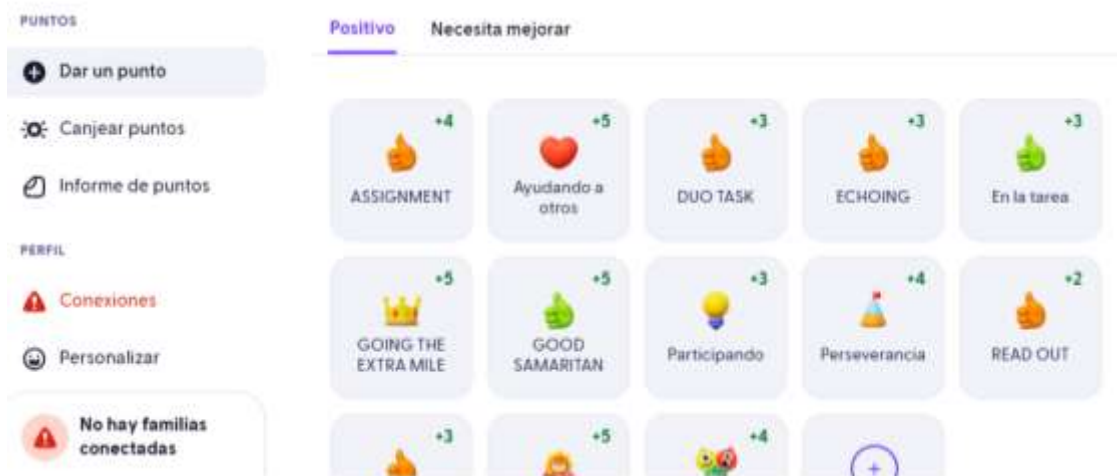 PUNTOS
Dar un punto
Canjear puntos
Informe de puntos
PERFIL
Conexiones
Personalizar
No hay familias
conectadas
Positivo Necesita mejorar
+4 +5 +3 +3 +3
ASSIGNMENT
Ayudando a
otros
DUO TASK
ECHOING
En la tarea
+5 +5 +3 +4 +2
GOING THE
EXTRA MILE
GOOD
SAMARITAN
Participando
Perseverancia
READ OUT
+3 +5 +4